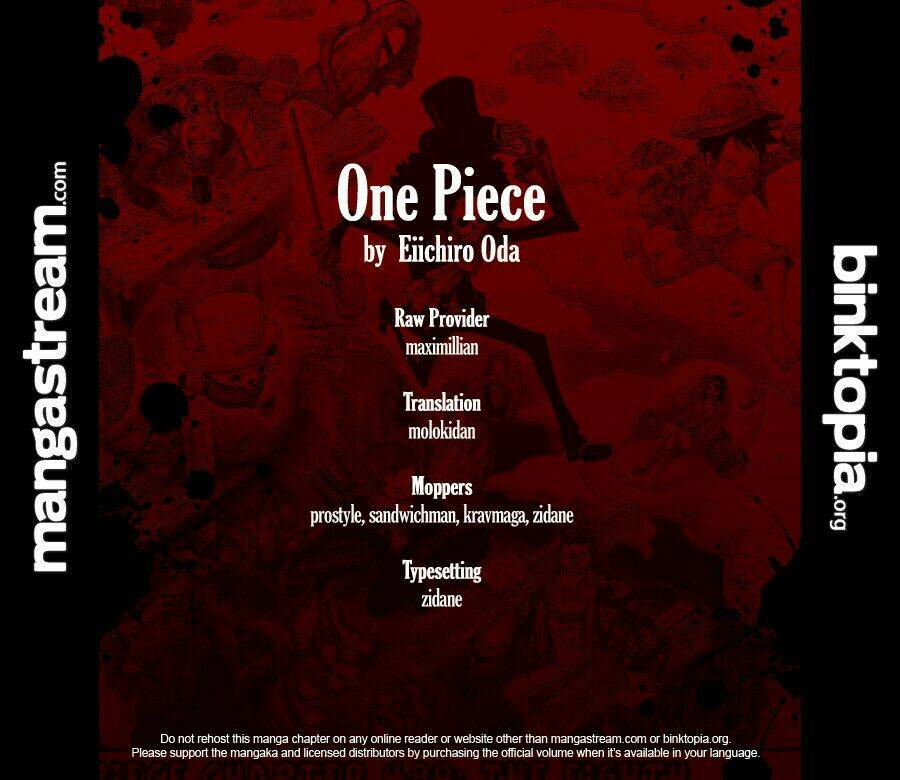 mangastream.com
One Piece
by Eiichiro Oda
Raw Provider
maximillian
Translation
molokidan
Moppers
prostyle, sandwichman, kravmaga, zidane
Typesetting
zidane
binktopia.org
Do not rehost this manga chapter on any online reader or website other than mangastream.com or binktopia.org.
Please support the mangaka and licensed distributors by purchasing the official volume when it's available in your language.